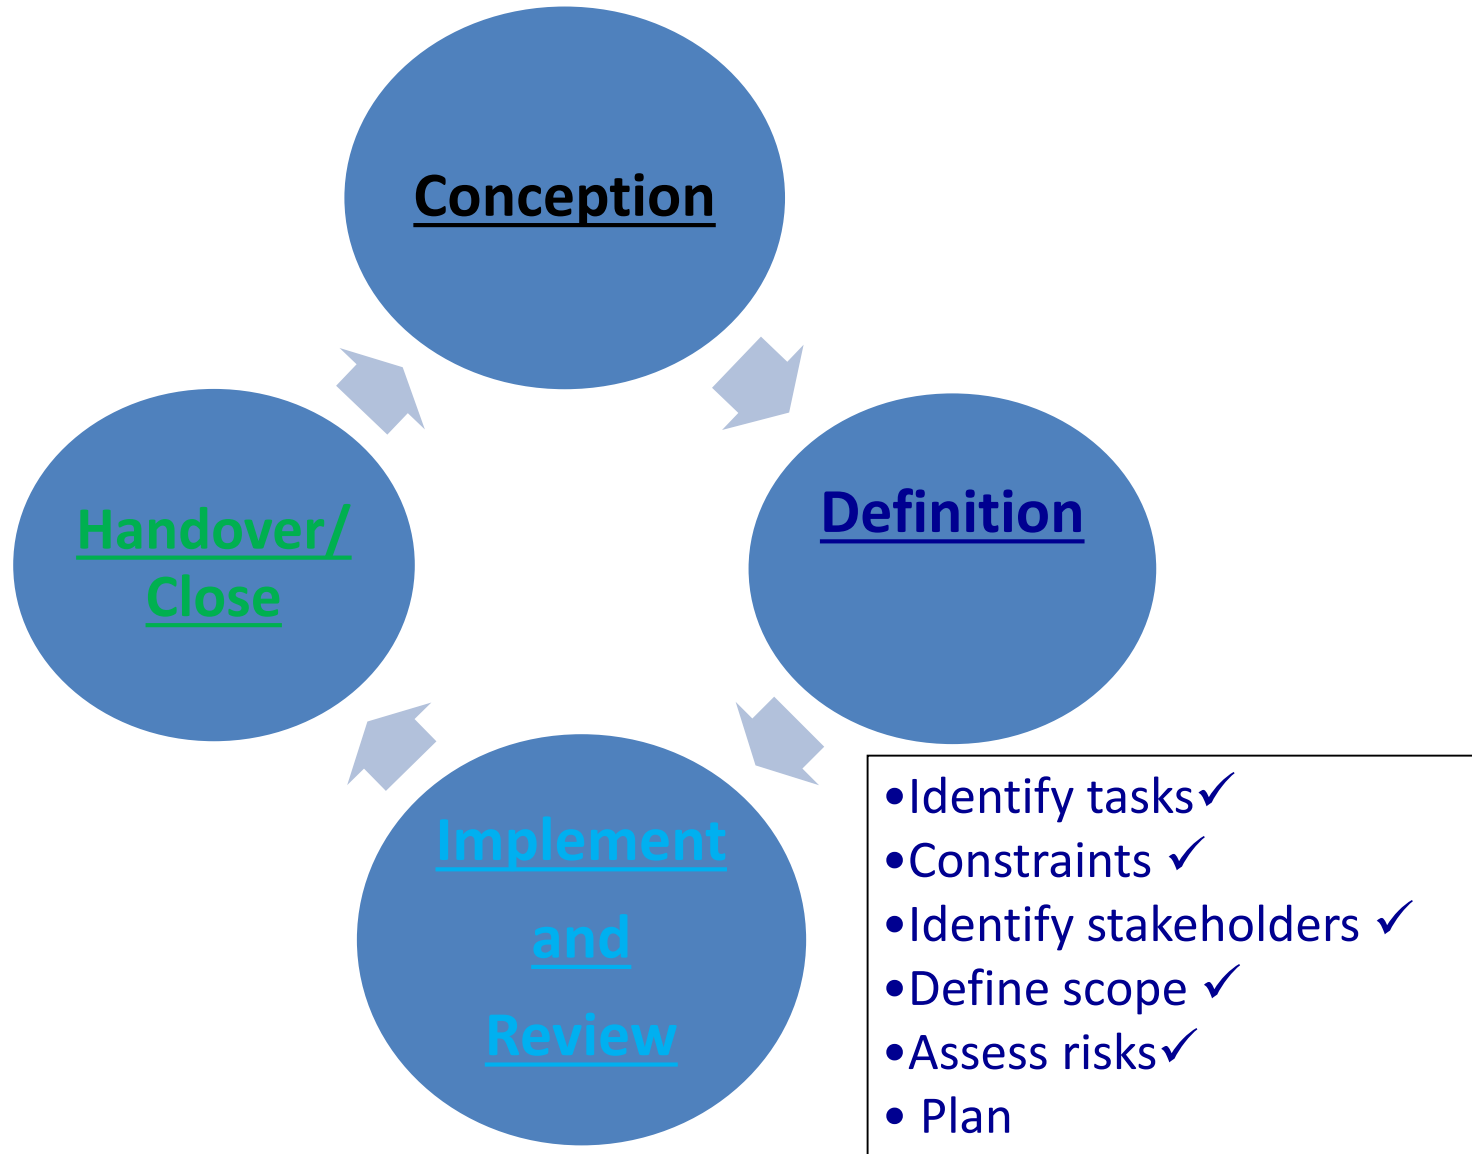 Conception
Definition
Handover/
Close
Implement
and
Review
•Identify tasks✓
•Constraints ✓
•Identify stakeholders ✓
•Define scope ✓
•Assess risks✓
• Plan